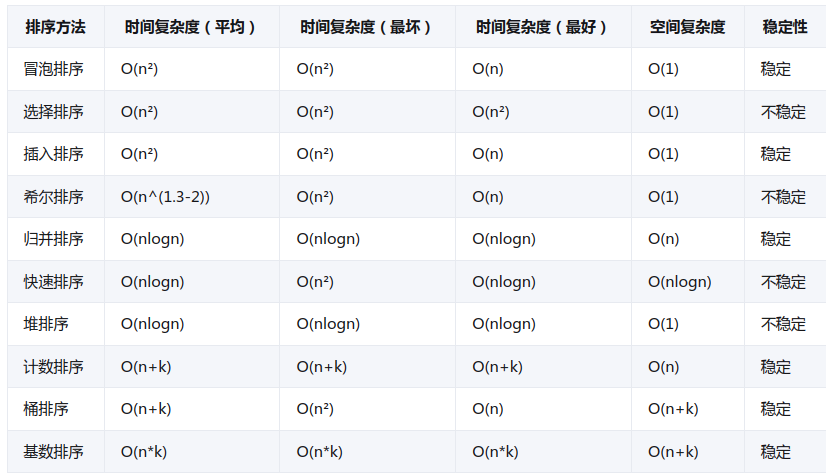 排序方法 时间复杂度（平均） 时间复杂度（最坏） 时间复杂度（最好） 空间复杂度 稳定性
冒泡排序 O(n²) O(n²) O(n) O(1) 稳定
选择排序 O(n²) O(n²) O(n²) O(1) 不稳定
插入排序 O(n²) O(n²) O(n) O(1) 稳定
希尔排序 O(n^(1.3-2)) O(n²) O(n) O(1) 不稳定
归并排序 O(nlogn) O(nlogn) O(nlogn) O(n) 稳定
快速排序 O(nlogn) O(n²) O(nlogn) O(nlogn) 不稳定
堆排序 O(nlogn) O(nlogn) O(nlogn) O(1) 不稳定
计数排序 O(n+k) O(n+k) O(n+k) O(n) 稳定
桶排序 O(n+k) O(n²) O(n) O(n+k) 稳定
基数排序 O(n*k) O(n*k) O(n*k) O(n+k) 稳定